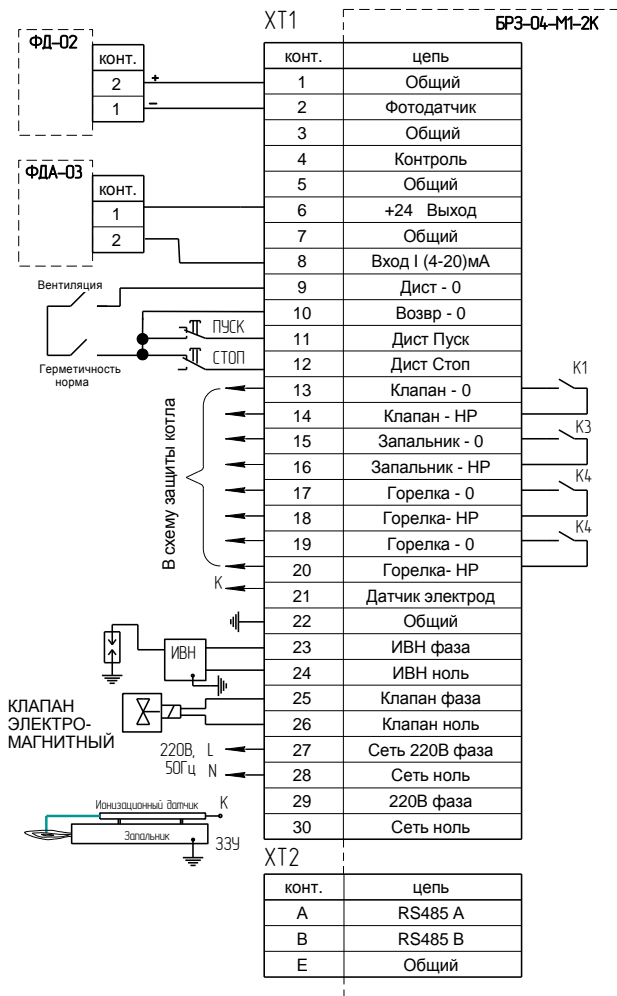 XT1
БРЗ-04-М1-2К
ФД-02
конт.
2 +
1 −
ФДА-03
конт.
1
2
конт. цепь
1 Общий
2 Фотодатчик
3 Общий
4 Контроль
5 Общий
6 +24 Выход
7 Общий
8 Вход I (4-20)мА
9 Дист - 0
10 Возвр - 0
11 Дист Пуск
12 Дист Стоп
13 Клапан - 0
14 Клапан - НР
15 Запальник - 0
16 Запальник - НР
17 Горелка - 0
18 Горелка- НР
19 Горелка - 0
20 Горелка- НР
21 Датчик электрод
22 Общий
23 ИВН фаза
24 ИВН ноль
25 Клапан фаза
26 Клапан ноль
27 Сеть 220В фаза
28 Сеть ноль
29 220В фаза
30 Сеть ноль
Вентиляция
Герметичность
норма
ПУСК
СТОП
К1
К3
К4
К4
В схему защиты котла
К
ИВН
КЛАПАН
ЭЛЕКТРО-
МАГНИТНЫЙ
220В, L
50Гц N
Ионизационный датчик К
Запальник
ЗЗУ
XT2
конт. цепь
A RS485 A
B RS485 B
E Общий